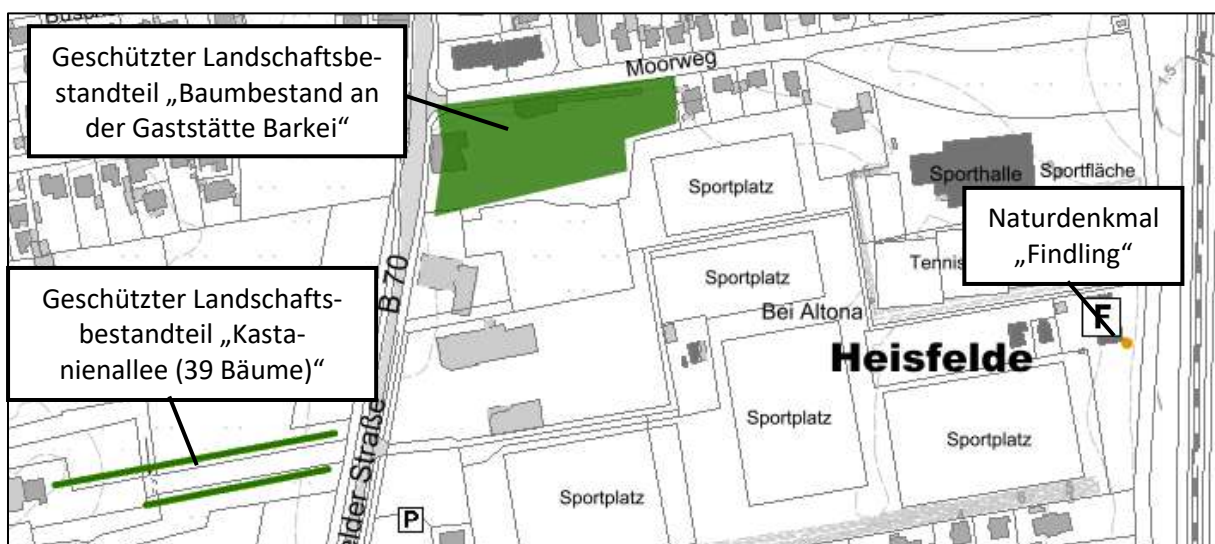 Geschützter Landschaftsbe-
standteil „Baumbestand an
der Gaststätte Barkei“
Moorweg
Sporthalle
Sportfläche
Sportplatz
Naturdenkmal
„Findling“
Sportplatz
Tennis
B 70
Geschützter Landschafts-
bestandteil „Kasta-
nienallee (39 Bäume)“
Bei Altona
F
Heisfelde
Sportplatz
Sportplatz
Sportplatz
elder Straße
P